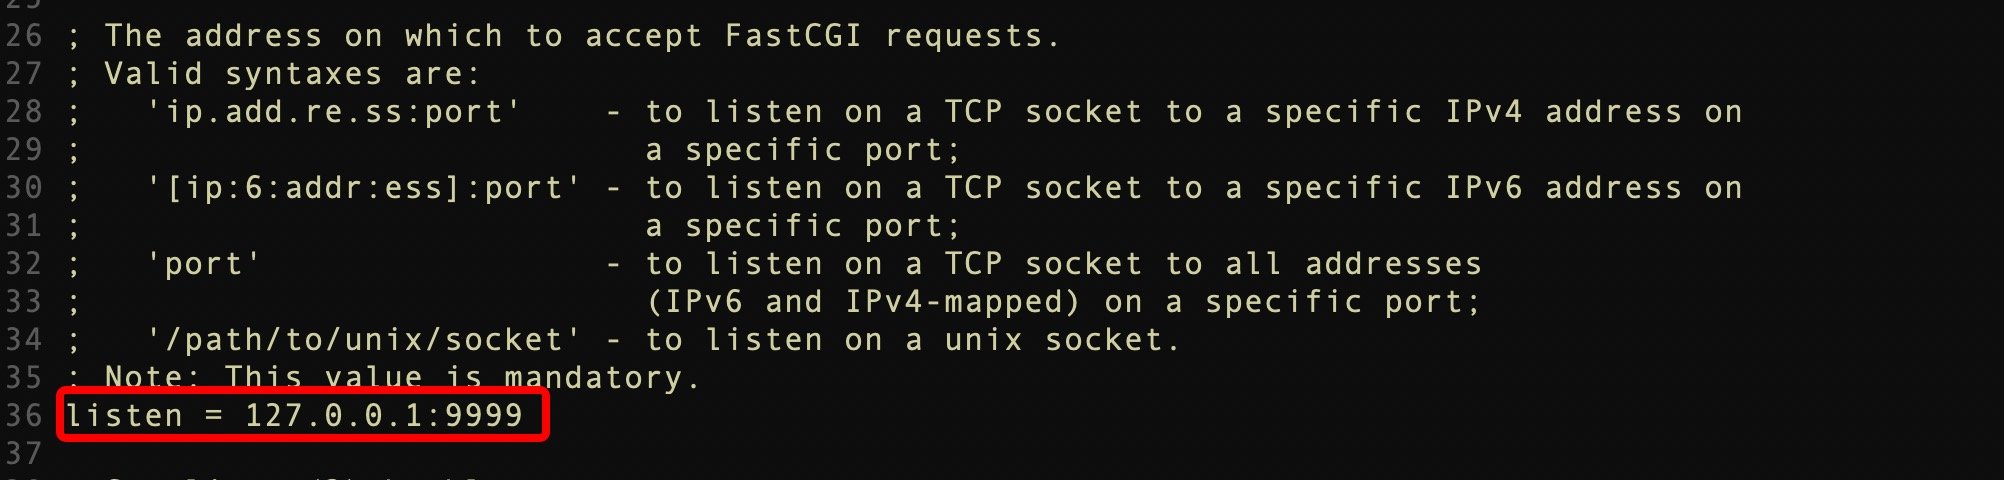 26 ; The address on which to accept FastCGI requests.
27 ; Valid syntaxes are:
28 ;   'ip.add.re.ss:port'    - to listen on a TCP socket to a specific IPv4 address on
29 ;                            a specific port;
30 ;   '[ip:6:addr:ess]:port' - to listen on a TCP socket to a specific IPv6 address on
31 ;                            a specific port;
32 ;   'port'                 - to listen on a TCP socket to all addresses
33 ;                            (IPv6 and IPv4-mapped) on a specific port;
34 ;   '/path/to/unix/socket' - to listen on a unix socket.
35 ; Note: This value is mandatory.
36 listen = 127.0.0.1:9999
37